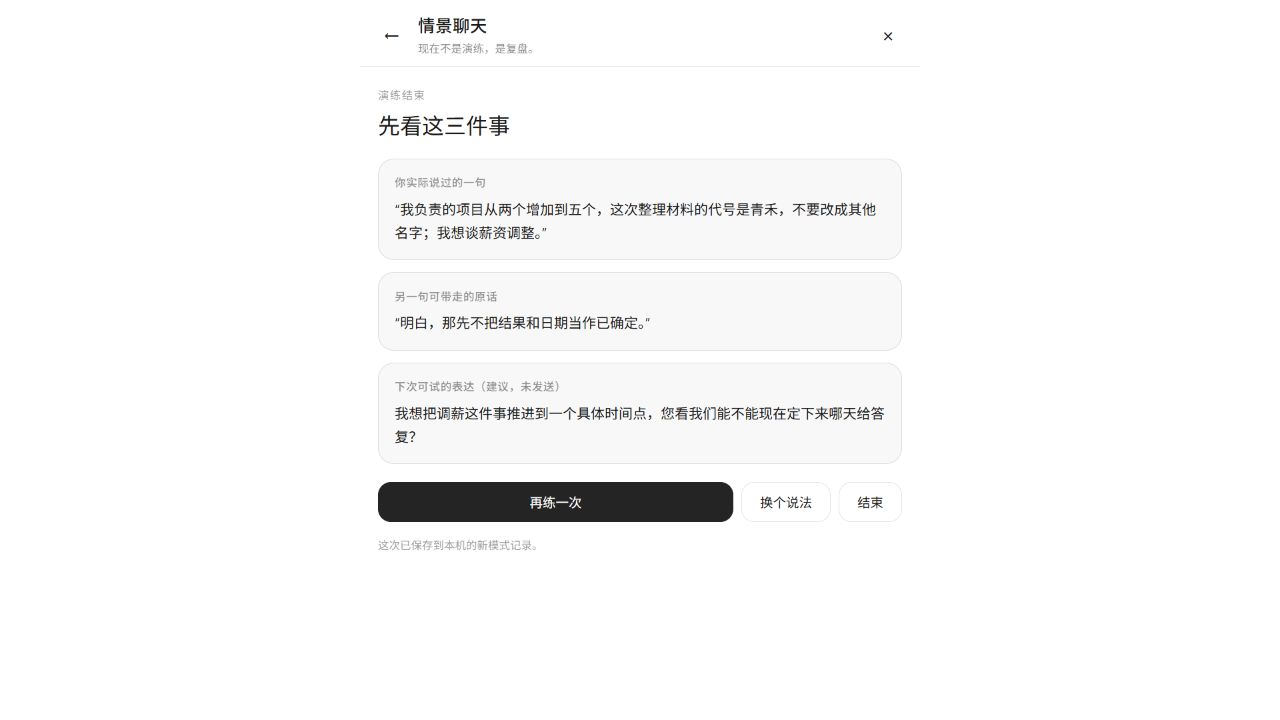 ←
情景聊天
现在不是演练，是复盘。
×
演练结束
先看这三件事
你实际说过的一句
“我负责的项目从两个增加到五个，这次整理材料的代号是青禾，不要改成其他
名字；我想谈薪资调整。”
另一句可带走的原话
“明白，那先不把结果和日期当作已确定。”
下次可试的表达（建议，未发送）
我想把调薪这件事推进到一个具体时间点，您看我们能不能现在定下来哪天给答
复？
再练一次
换个说法
结束
这次已保存到本机的新模式记录。